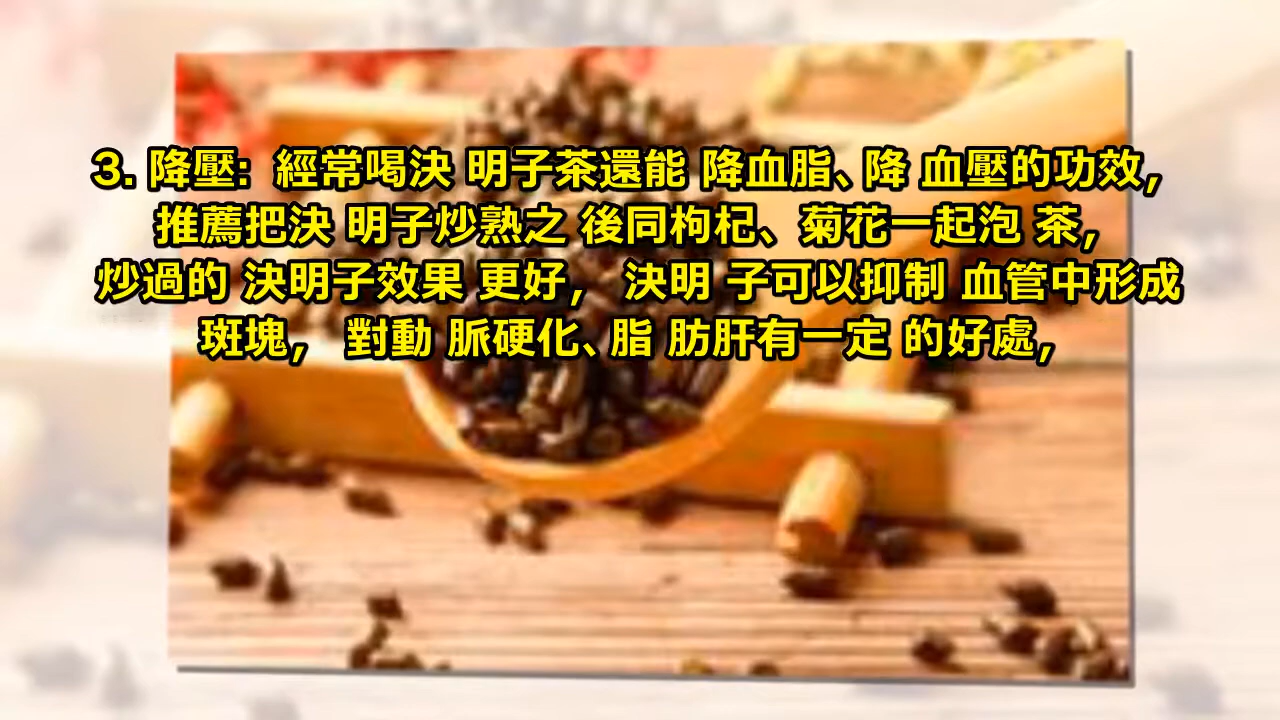 3. 降壓: 經常喝決 明子茶還能 降血脂、降 血壓的功效,
推薦把決 明子炒熟之 後同枸杞、菊花一起泡 茶,
炒過的 決明子效果 更好, 決明 子可以抑制 血管中形成
斑塊, 對動 脈硬化、脂 肪肝有一定 的好處,